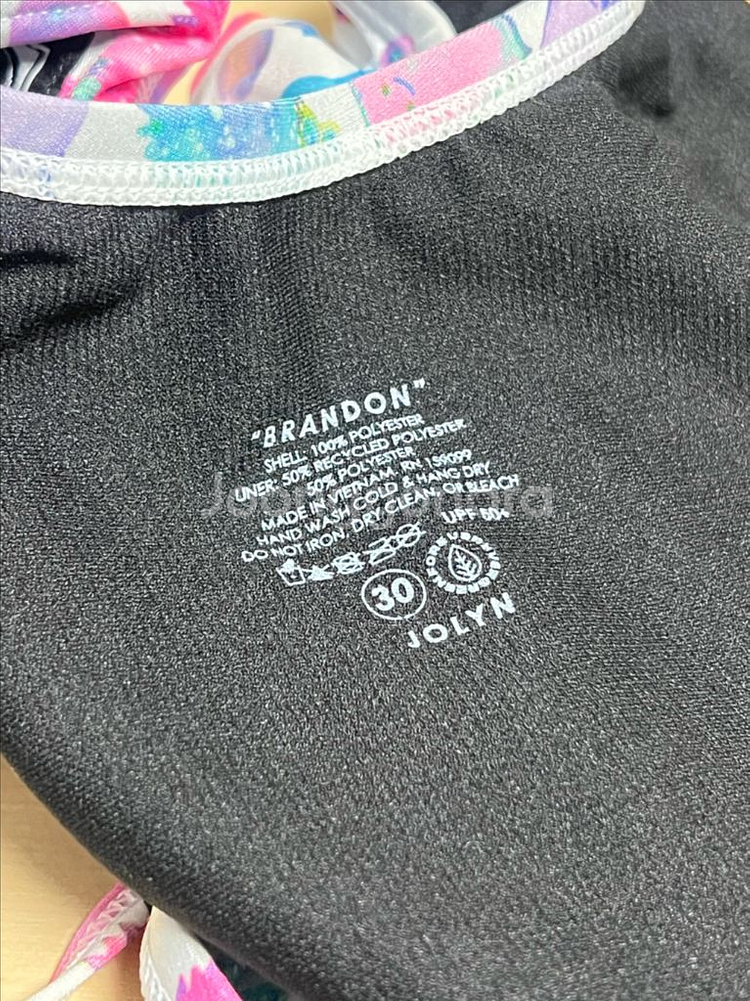 "BRANDON"
SHELL: 100% POLYESTER
LINER: 50% RECYCLED POLYESTER
50% POLYESTER
MADE IN VIETNAM RN 159099
HAND WASH COLD & HANG DRY
DO NOT IRON, DRY CLEAN, OR BLEACH
UPF 50+
30
JOLYN